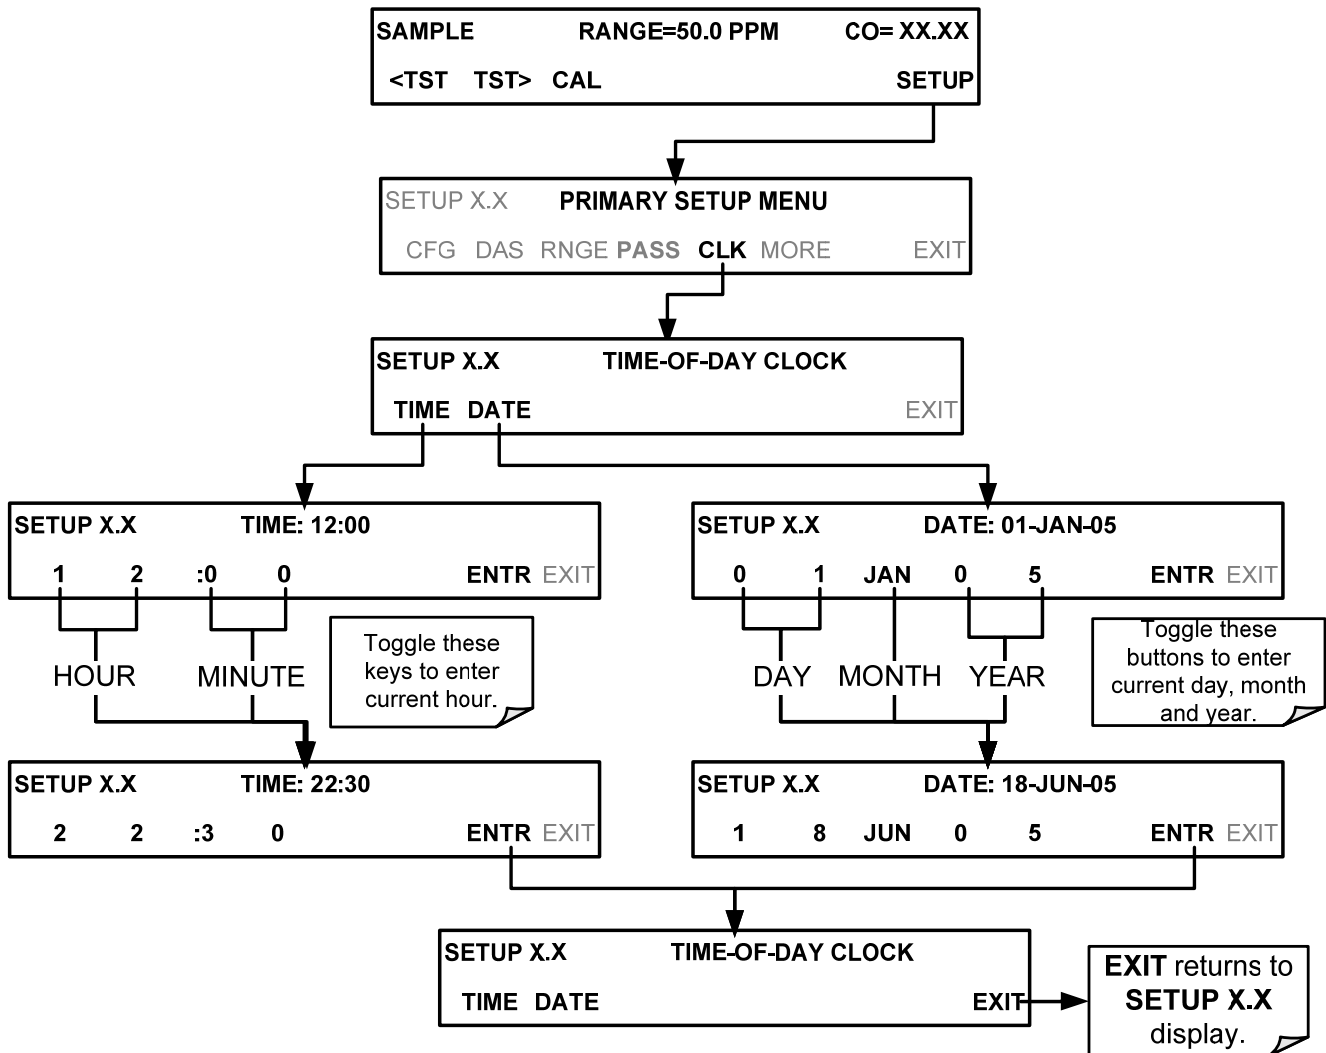 SAMPLE RANGE=50.0 PPM CO= XX.XX
<TST TST> CAL SETUP
SETUP X.X PRIMARY SETUP MENU
CFG DAS RNGE PASS CLK MORE EXIT
SETUP X.X TIME-OF-DAY CLOCK
TIME DATE EXIT
SETUP X.X TIME: 12:00
1 2 :0 0 ENTR EXIT
HOUR MINUTE
Toggle these
keys to enter
current hour.
SETUP X.X DATE: 01-JAN-05
0 1 JAN 0 5 ENTR EXIT
DAY MONTH YEAR
Toggle these
buttons to enter
current day, month
and year.
SETUP X.X TIME: 22:30
2 2 :3 0 ENTR EXIT
SETUP X.X DATE: 18-JUN-05
1 8 JUN 0 5 ENTR EXIT
SETUP X.X TIME-OF-DAY CLOCK
TIME DATE EXIT
EXIT returns to
SETUP X.X
display.